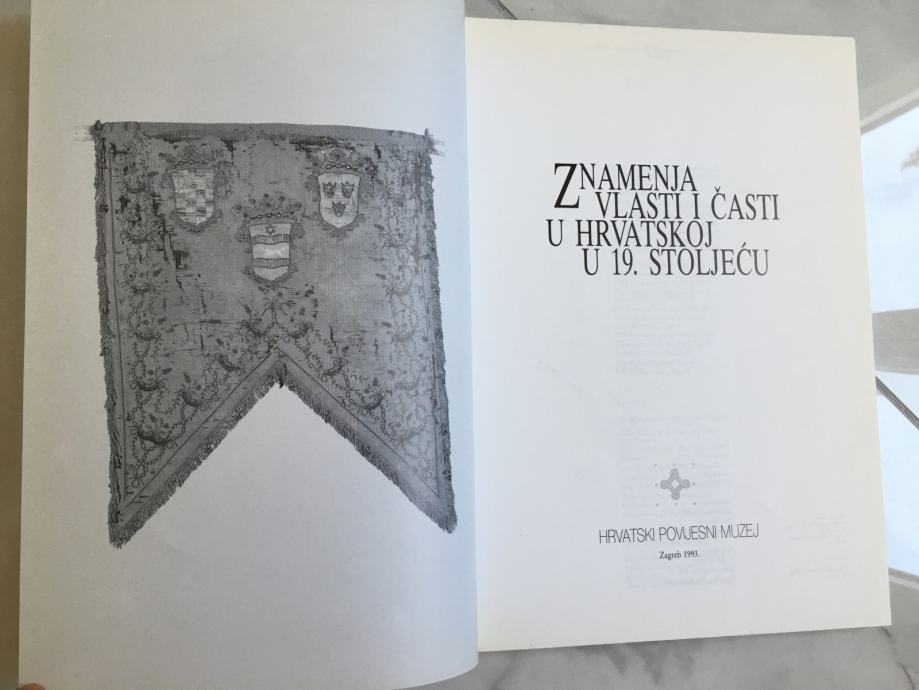 ZNAMENJA
VLASTI I ČASTI
U HRVATSKOJ
U 19. STOLJEĆU
HRVATSKI POVIJESNI MUZEJ
Zagreb 1993.